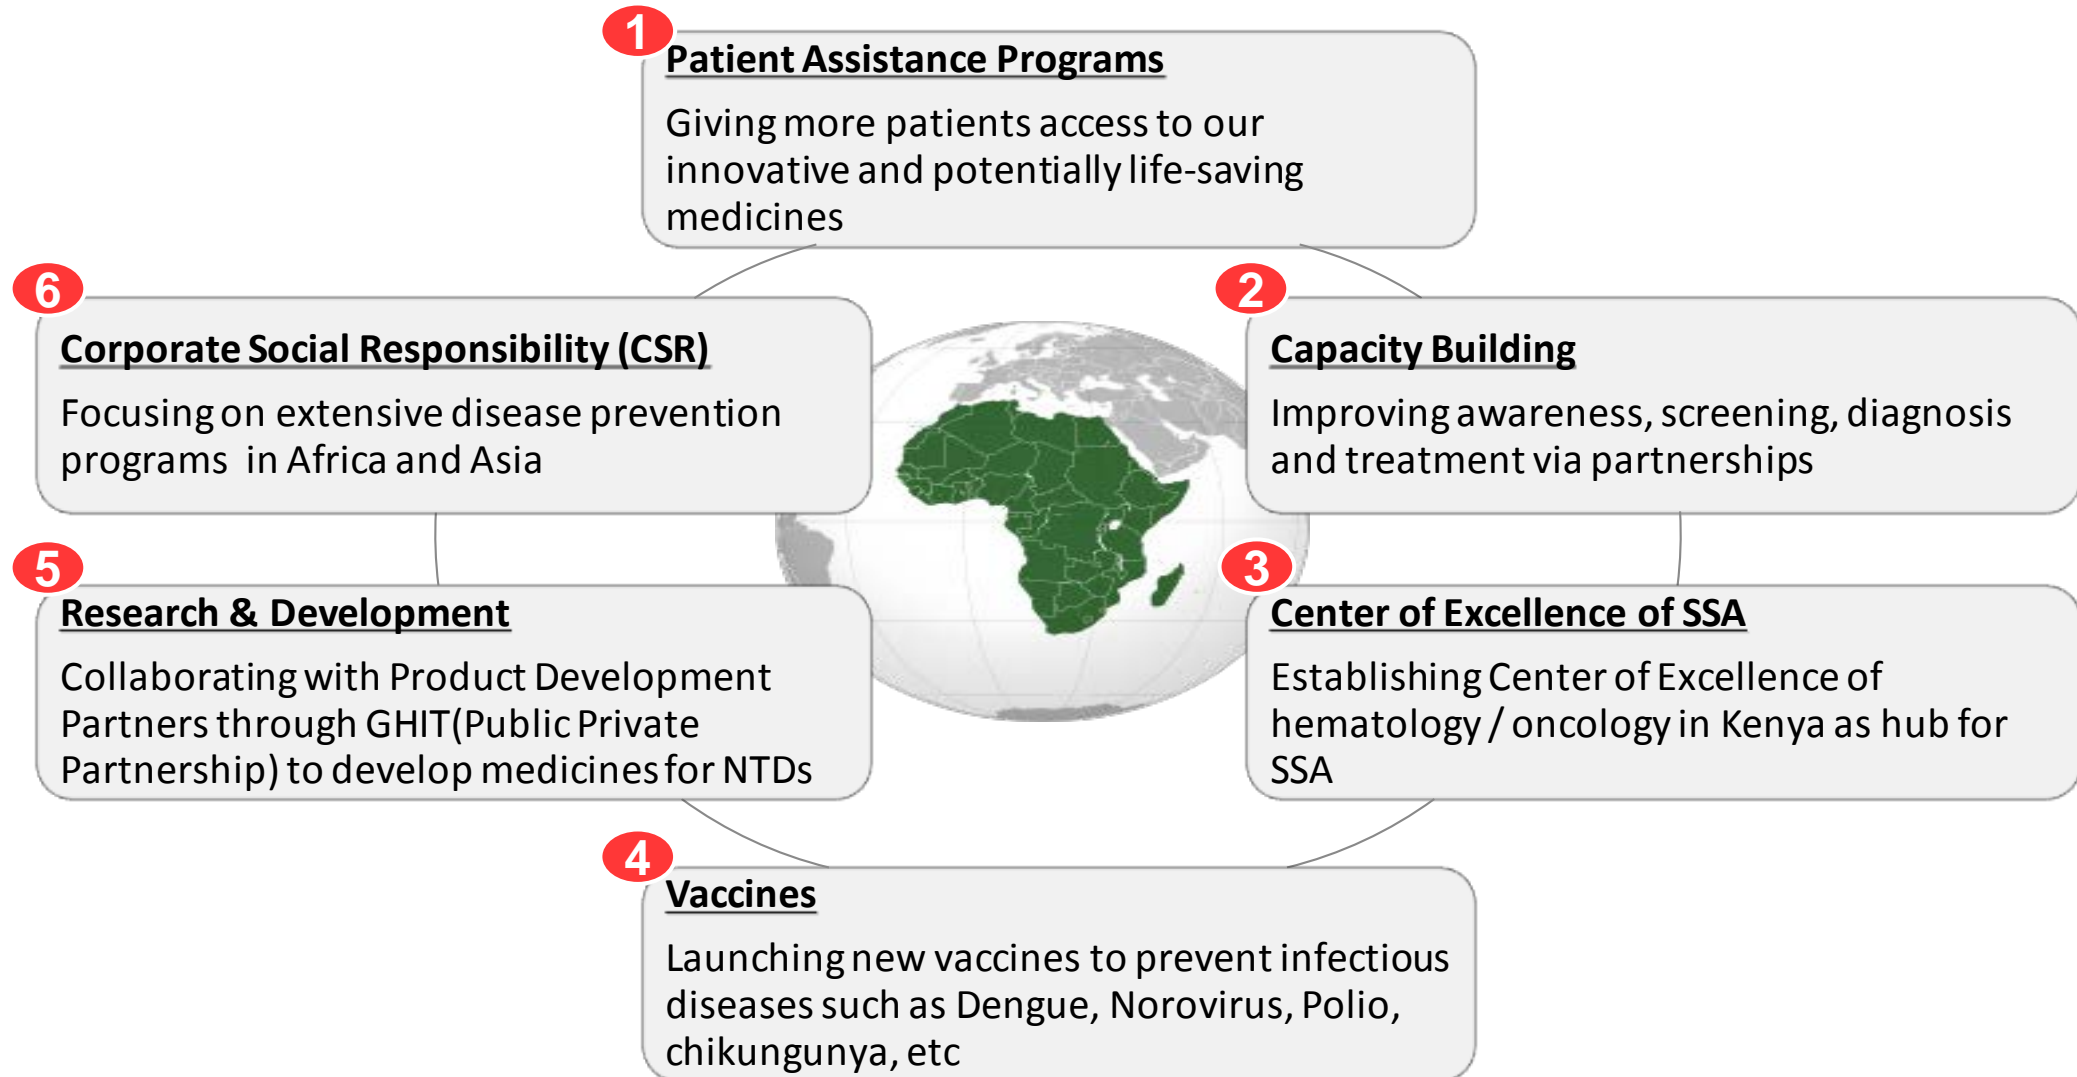 1
Patient Assistance Programs
Giving more patients access to our
innovative and potentially life-saving
medicines
2
Capacity Building
Improving awareness, screening, diagnosis
and treatment via partnerships
3
Center of Excellence of SSA
Establishing Center of Excellence of
hematology / oncology in Kenya as hub for
SSA
4
Vaccines
Launching new vaccines to prevent infectious
diseases such as Dengue, Norovirus, Polio,
chikungunya, etc
5
Research & Development
Collaborating with Product Development
Partners through GHIT(Public Private
Partnership) to develop medicines for NTDs
6
Corporate Social Responsibility (CSR)
Focusing on extensive disease prevention
programs in Africa and Asia